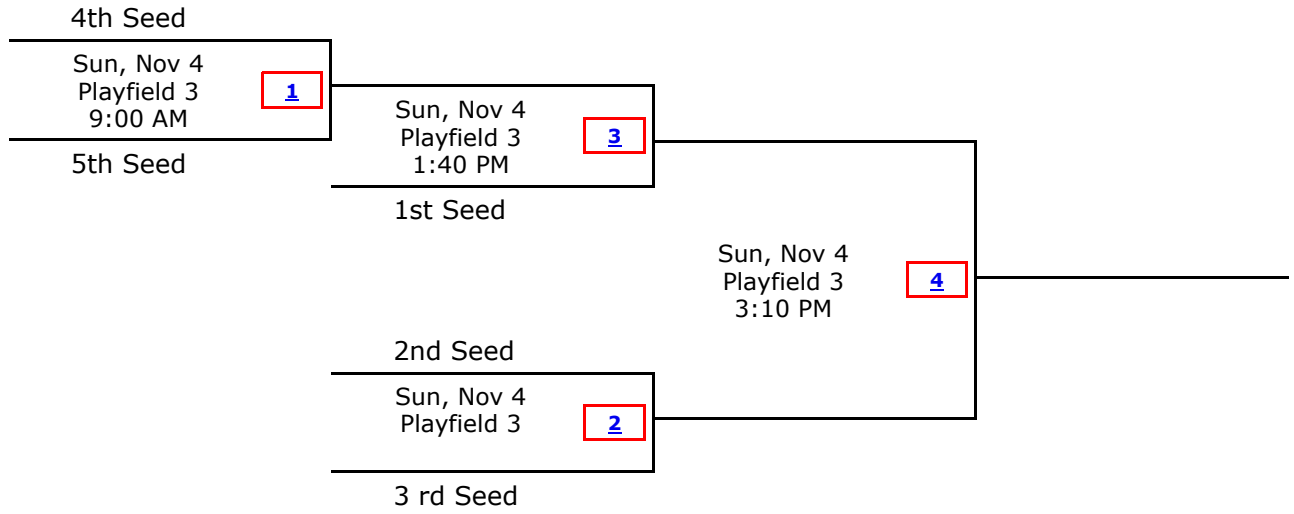 4th Seed
Sun, Nov 4
Playfield 3
9:00 AM
1
5th Seed
Sun, Nov 4
Playfield 3
1:40 PM
3
1st Seed
Sun, Nov 4
Playfield 3
3:10 PM
4
2nd Seed
Sun, Nov 4
Playfield 3
2
3 rd Seed